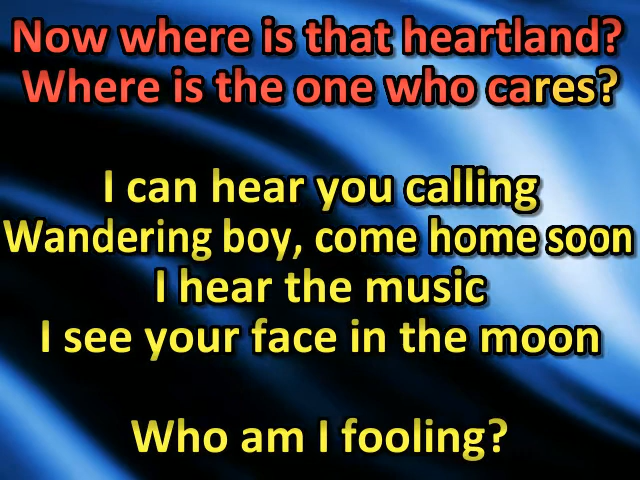 Now where is that heartland?
Where is the one who cares?
I can hear you calling
Wandering boy, come home soon
I hear the music
I see your face in the moon
Who am I fooling?